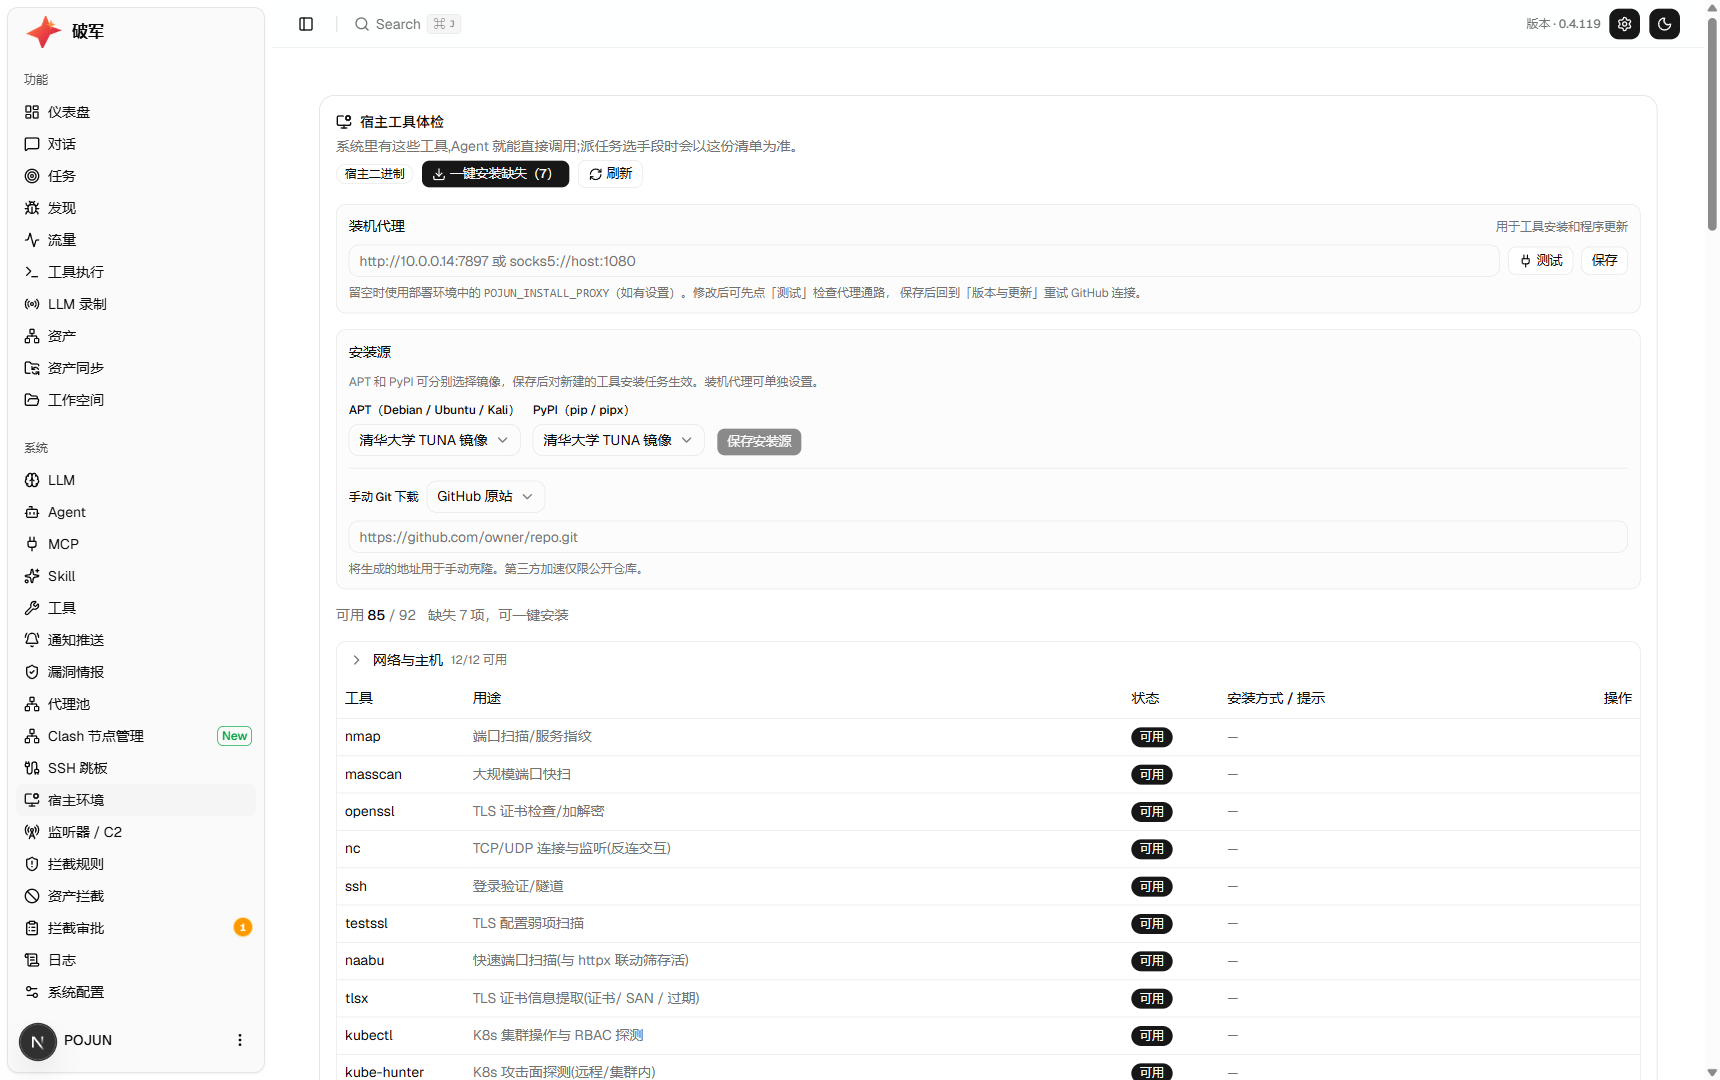 破军
功能
仪表盘
对话
任务
发现
流量
工具执行
LLM 录制
资产
资产同步
工作空间
系统
LLM
Agent
MCP
Skill
工具
通知推送
漏洞情报
代理池
Clash 节点管理 New
SSH 跳板
宿主环境
监听器 / C2
拦截规则
资产拦截
拦截审批 1
日志
系统配置
N POJUN
Search ⌘ J
版本 · 0.4.119
宿主工具体检
系统里有这些工具,Agent 就能直接调用;派任务选手段时会以这份清单为准。
宿主二进制 一键安装缺失（7） 刷新
装机代理 用于工具安装和程序更新
http://10.0.0.14:7897 或 socks5://host:1080 测试 保存
留空时使用部署环境中的 POJUN_INSTALL_PROXY（如有设置）。修改后可先点「测试」检查代理通路， 保存后回到「版本与更新」重试 GitHub 连接。
安装源
APT 和 PyPI 可分别选择镜像，保存后对新建的工具安装任务生效。装机代理可单独设置。
APT（Debian / Ubuntu / Kali） PyPI（pip / pipx）
清华大学 TUNA 镜像 清华大学 TUNA 镜像 保存安装源
手动 Git 下载 GitHub 原站
https://github.com/owner/repo.git
将生成的地址用于手动克隆。第三方加速仅限公开仓库。
可用 85 / 92 缺失 7 项，可一键安装
网络与主机 12/12 可用
工具 用途 状态 安装方式 / 提示 操作
nmap 端口扫描/服务指纹 可用 —
masscan 大规模端口快扫 可用 —
openssl TLS 证书检查/加解密 可用 —
nc TCP/UDP 连接与监听(反连交互) 可用 —
ssh 登录验证/隧道 可用 —
testssl TLS 配置弱项扫描 可用 —
naabu 快速端口扫描(与 httpx 联动筛存活) 可用 —
tlsx TLS 证书信息提取(证书/ SAN / 过期) 可用 —
kubectl K8s 集群操作与 RBAC 探测 可用 —
kube-hunter K8s 攻击面探测(远程/集群内) 可用 —